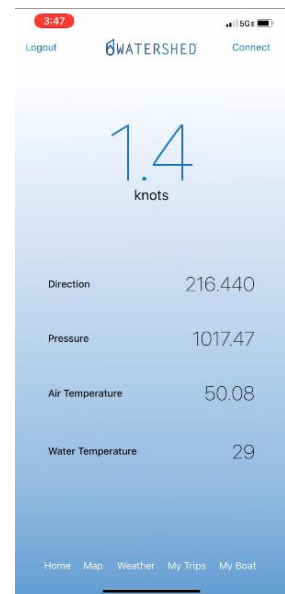 3:47 5GE
Logout WATERSHED Connect
1.4
knots
Direction 216.440
Pressure 1017.47
Air Temperature 50.08
Water Temperature 29
Home Map Weather My Trips My Boat